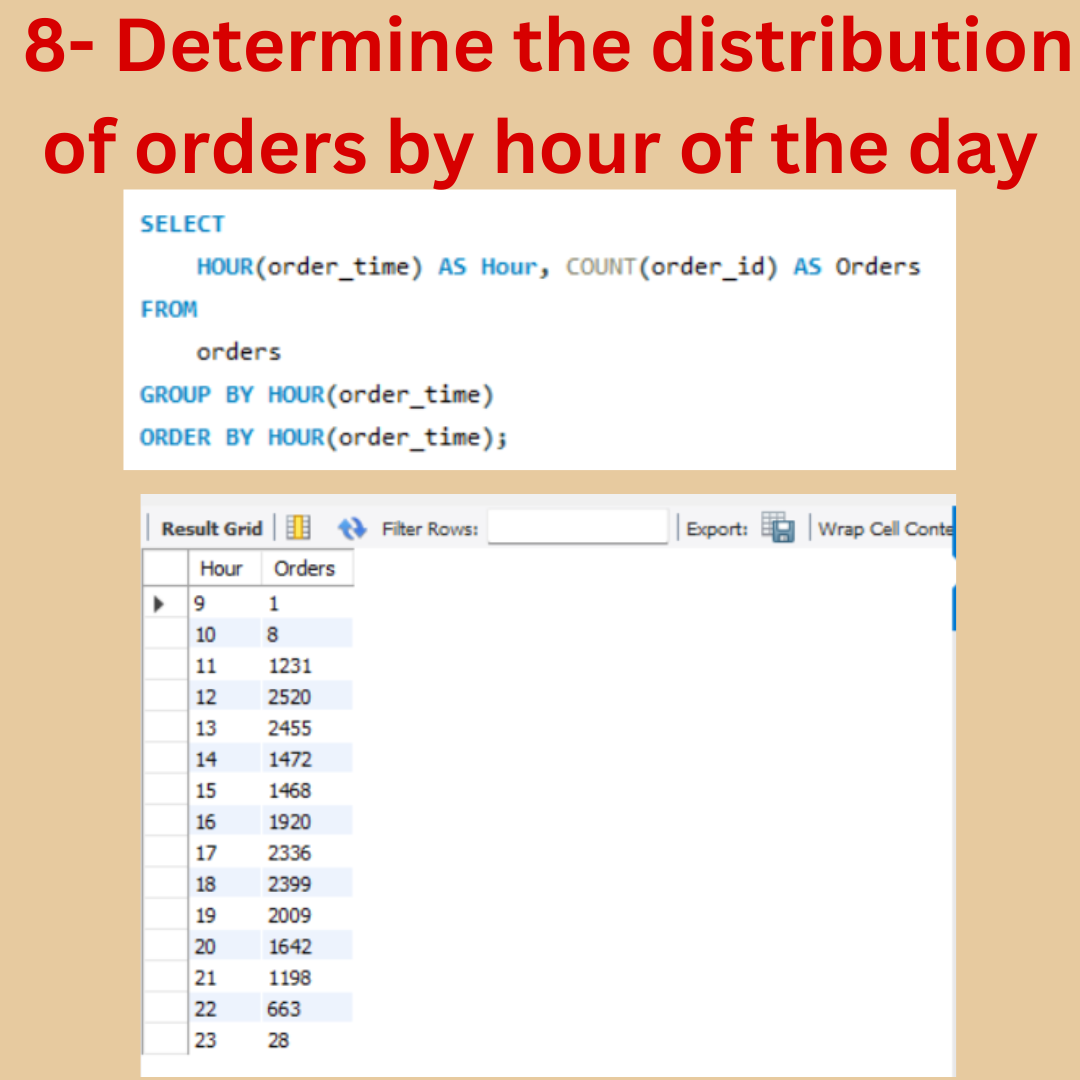 8- Determine the distribution
of orders by hour of the day
SELECT
HOUR(order_time) AS Hour, COUNT(order_id) AS Orders
FROM
orders
GROUP BY HOUR(order_time)
ORDER BY HOUR(order_time);
Result Grid Filter Rows: Export: Wrap Cell Conte
Hour Orders
9 1
10 8
11 1231
12 2520
13 2455
14 1472
15 1468
16 1920
17 2336
18 2399
19 2009
20 1642
21 1198
22 663
23 28